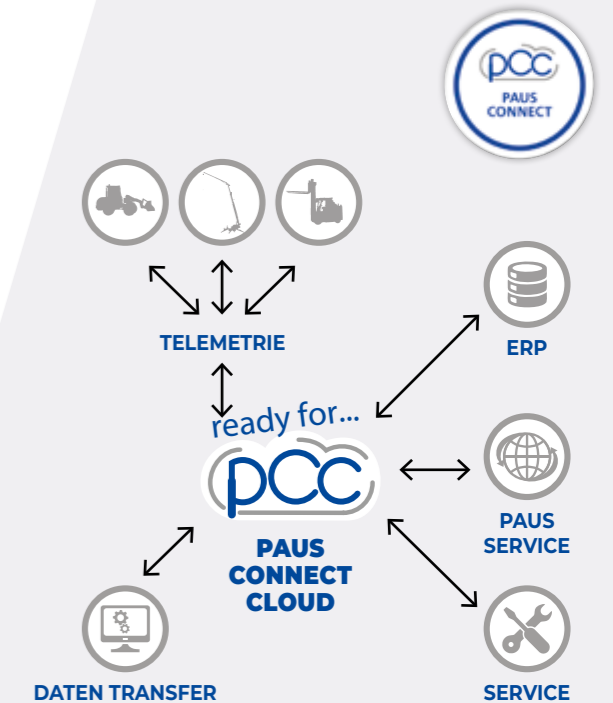 pcc
PAUS
CONNECT
TELEMETRIE
ERP
ready for...
pcc
PAUS
CONNECT
CLOUD
PAUS
SERVICE
DATEN TRANSFER
SERVICE